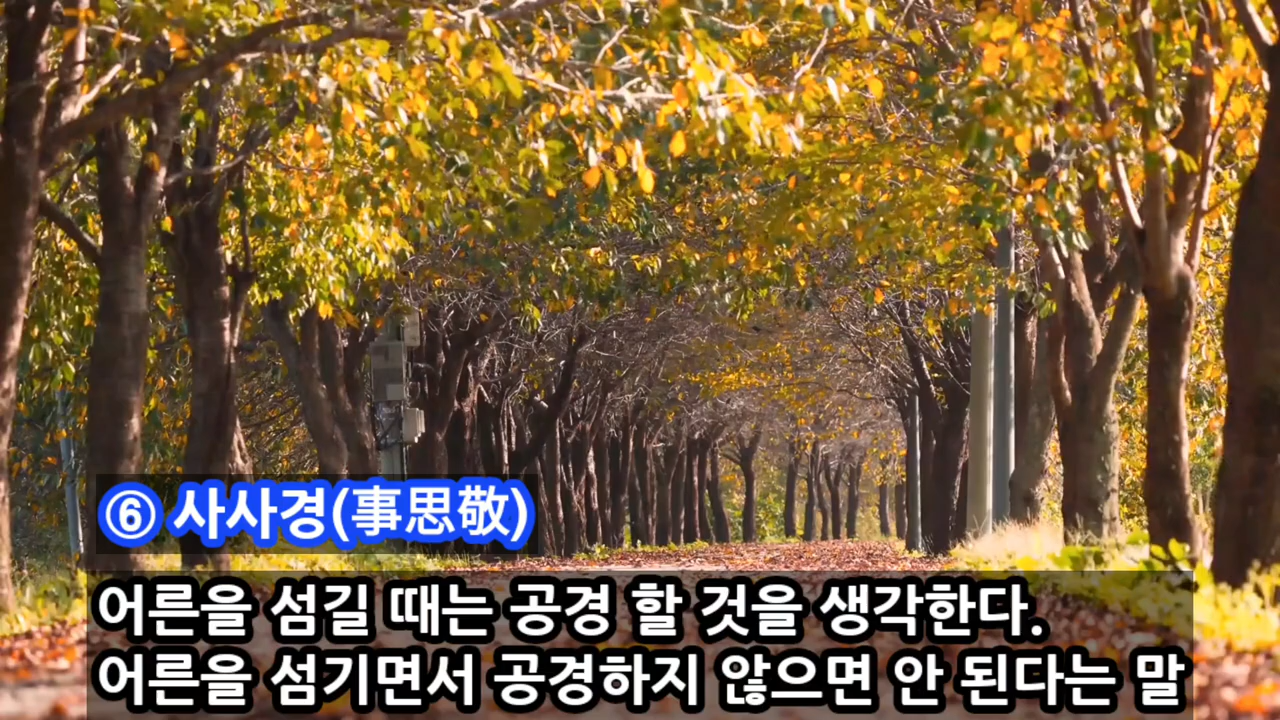 ⑥ 사사경(事思敬)
어른을 섬길 때는 공경 할 것을 생각한다.
어른을 섬기면서 공경하지 않으면 안 된다는 말